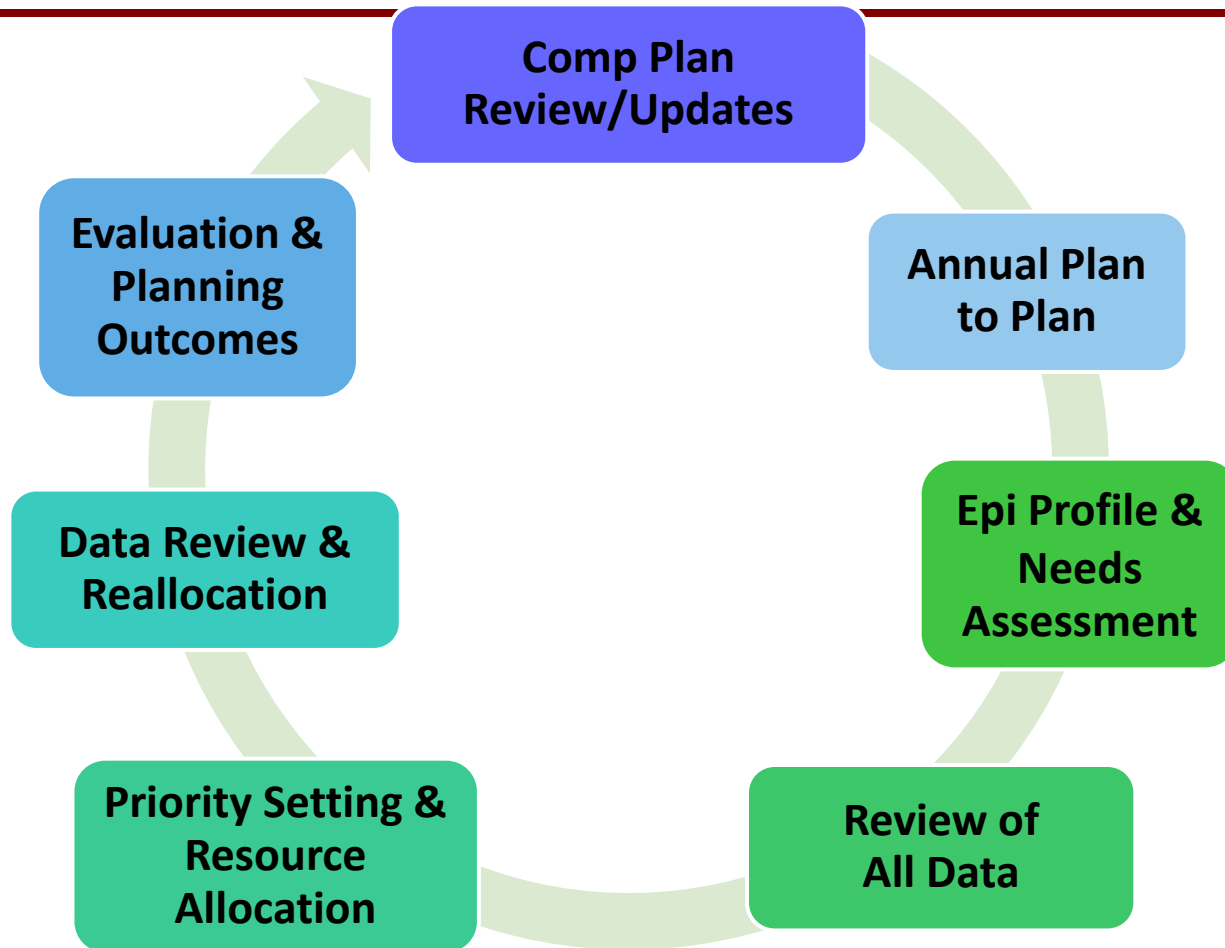 Comp Plan
Review/Updates
Annual Plan
to Plan
Epi Profile &
Needs
Assessment
Review of
All Data
Priority Setting &
Resource
Allocation
Data Review &
Reallocation
Evaluation &
Planning
Outcomes